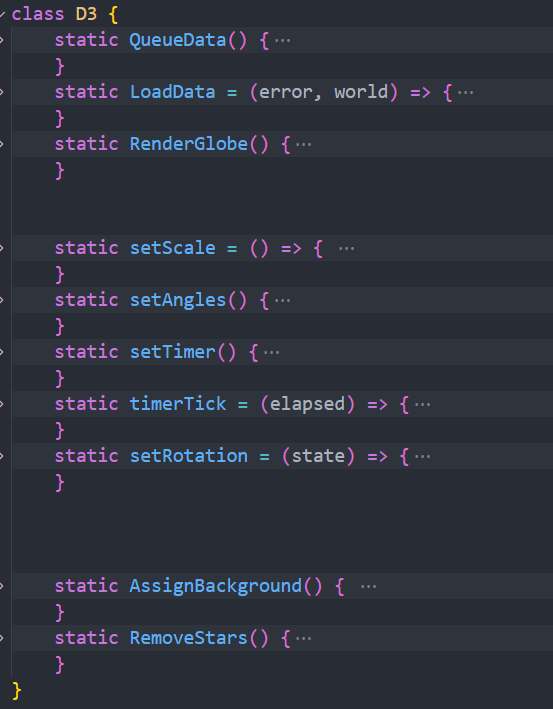 class D3 {
static QueueData() {···
}
static LoadData = (error, world) => {···
}
static RenderGlobe() {···
}
static setScale = () => { ···
}
static setAngles() {···
}
static setTimer() {···
}
static timerTick = (elapsed) => {···
}
static setRotation = (state) => {···
}
static AssignBackground() { ···
}
static RemoveStars() {···
}
}